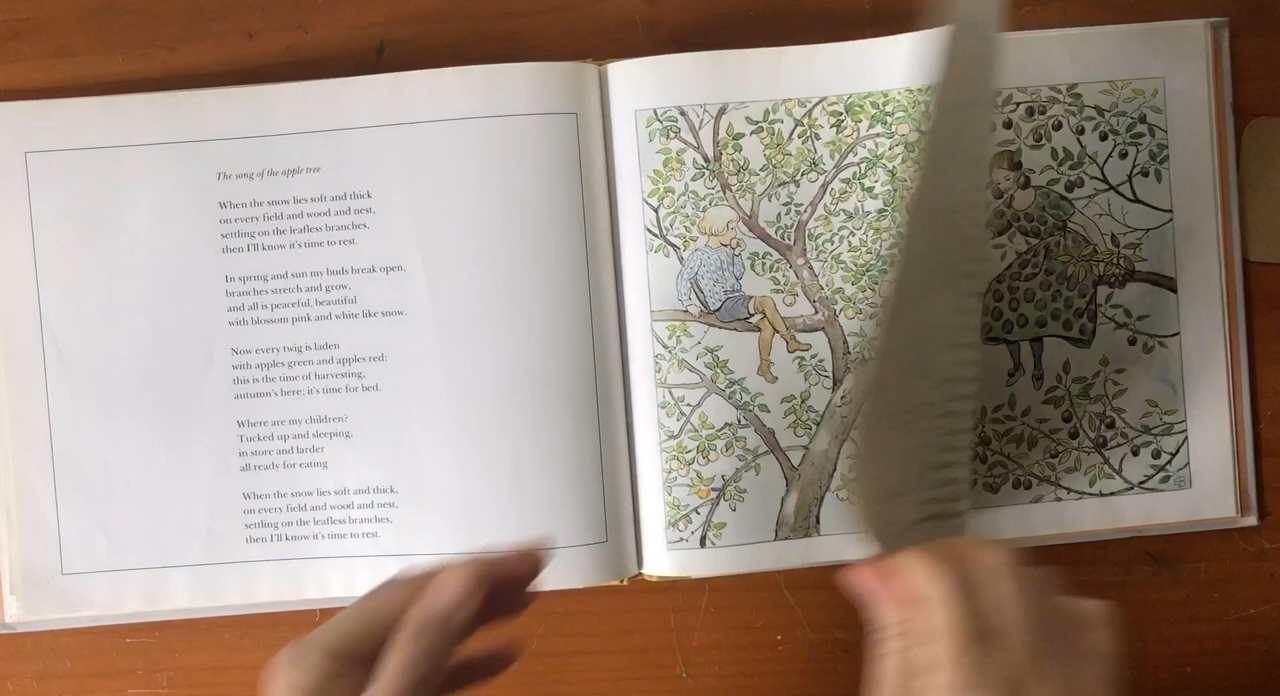 The song of the apple tree
When the snow lies soft and thick
on every field and wood and nest,
settling on the leafless branches,
then I'll know it's time to rest.
In spring and sun my buds break open,
branches stretch and grow,
and all is peaceful, beautiful
with blossom pink and white like snow.
Now every twig is laden
with apples green and apples red:
this is the time of harvesting,
autumn's here; it's time for bed.
Where are my children?
Tucked up and sleeping,
in store and larder
all ready for eating
When the snow lies soft and thick,
on every field and wood and nest,
settling on the leafless branches,
then I'll know it's time to rest.
EB